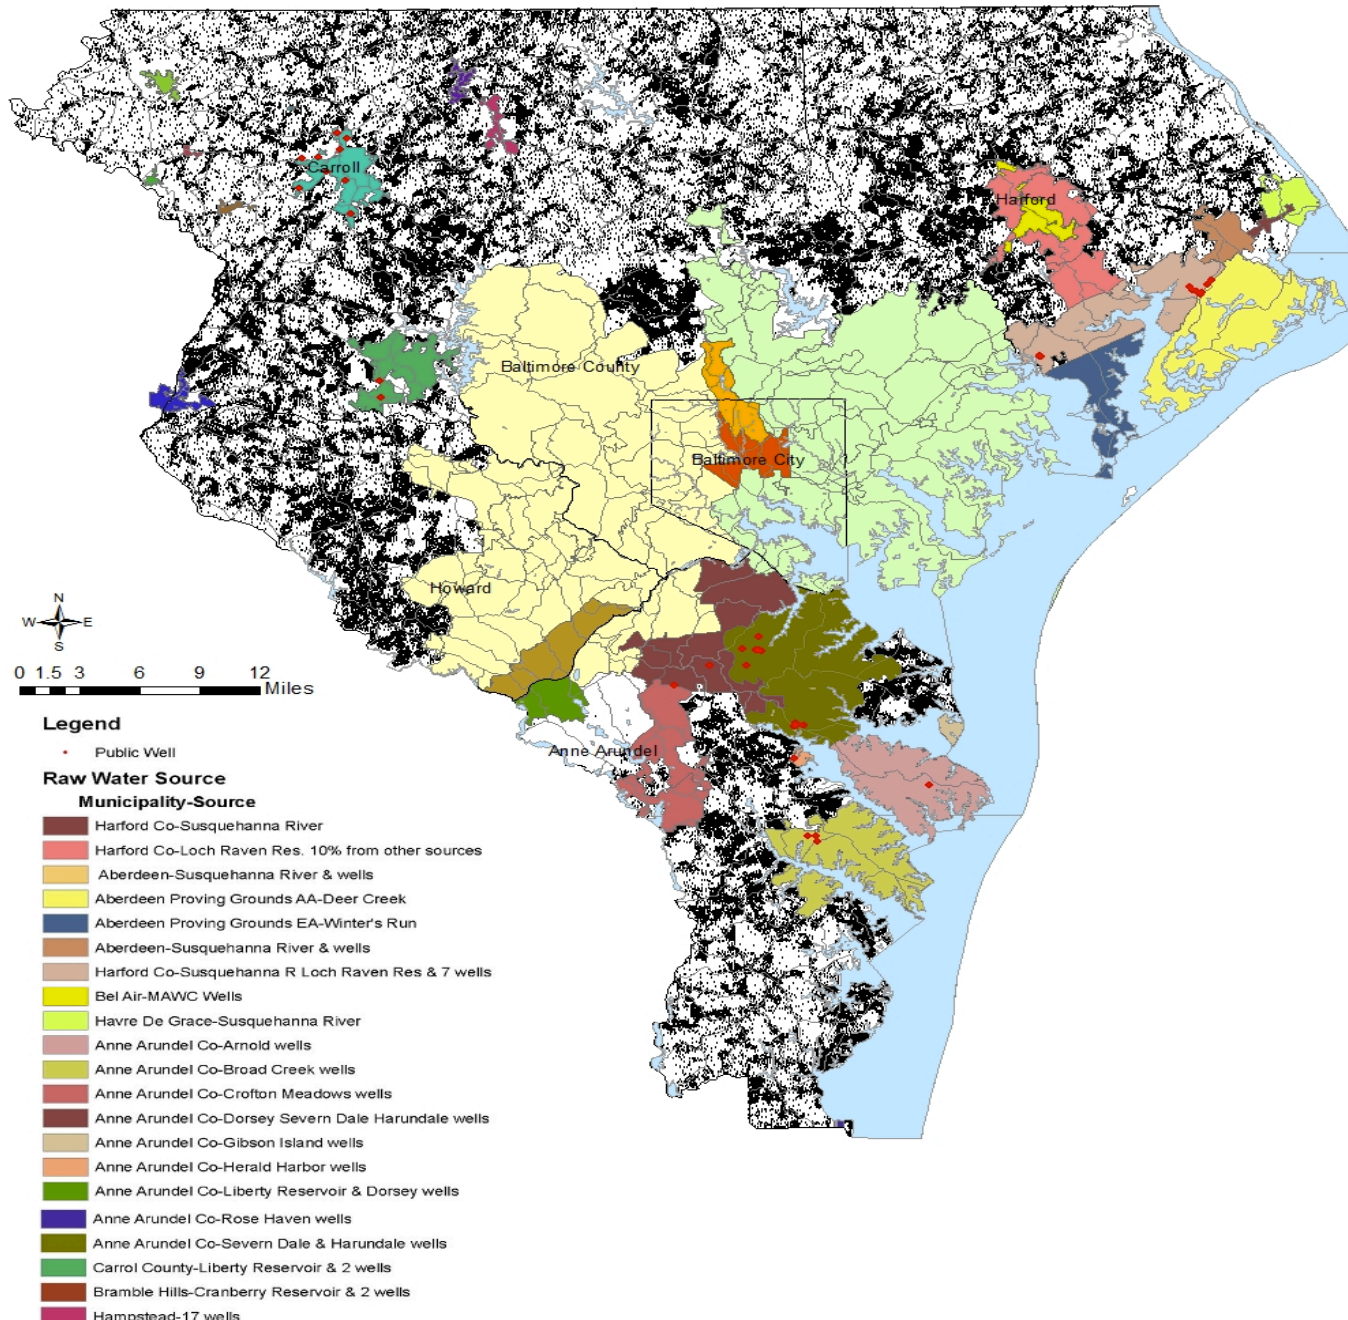 Carroll
Harford
Baltimore County
Baltimore City
Howard
Anne Arundel
N
W E
S
0 1.5 3 6 9 12
Miles
Legend
Public Well
Raw Water Source
Municipality-Source
Harford Co-Susquehanna River
Harford Co-Loch Raven Res. 10% from other sources
Aberdeen-Susquehanna River & wells
Aberdeen Proving Grounds AA-Deer Creek
Aberdeen Proving Grounds EA-Winter's Run
Aberdeen-Susquehanna River & wells
Harford Co-Susquehanna R Loch Raven Res & 7 wells
Bel Air-MAWC Wells
Havre De Grace-Susquehanna River
Anne Arundel Co-Arnold wells
Anne Arundel Co-Broad Creek wells
Anne Arundel Co-Crofton Meadows wells
Anne Arundel Co-Dorsey Severn Dale Harundale wells
Anne Arundel Co-Gibson Island wells
Anne Arundel Co-Herald Harbor wells
Anne Arundel Co-Liberty Reservoir & Dorsey wells
Anne Arundel Co-Rose Haven wells
Anne Arundel Co-Severn Dale & Harundale wells
Carrol County-Liberty Reservoir & 2 wells
Bramble Hills-Cranberry Reservoir & 2 wells
Hampstead-17 wells